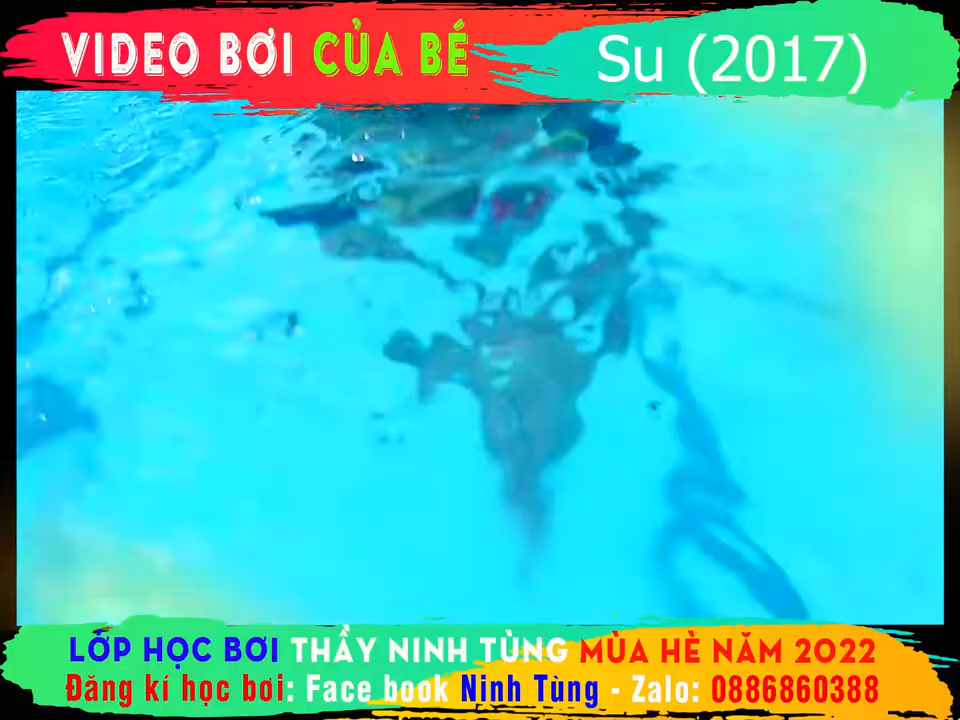 VIDEO BƠI CỦA BÉ
Su (2017)
LỚP HỌC BƠI THẦY NINH TÙNG MÙA HÈ NĂM 2022
Đăng kí học bơi: Face book Ninh Tùng - Zalo: 0886860388